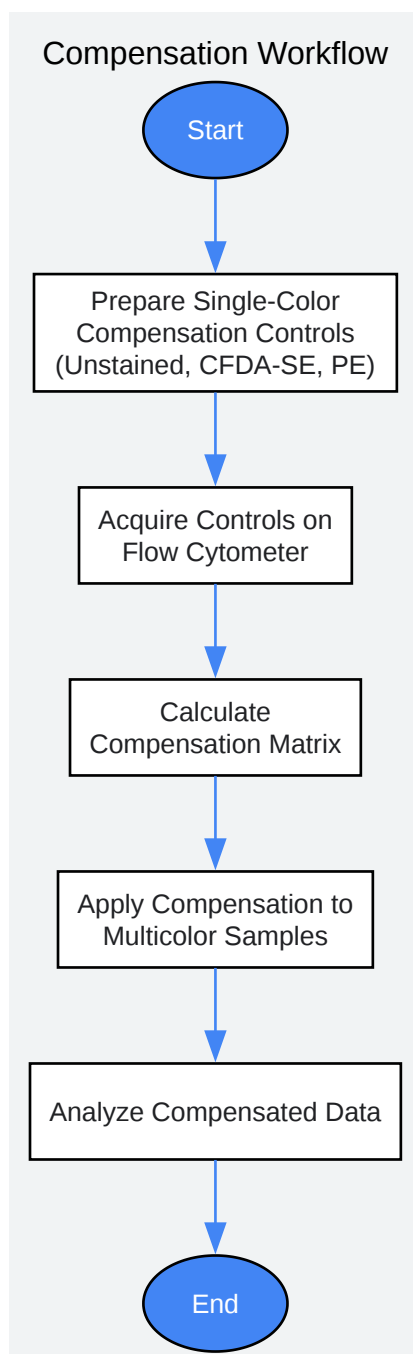 Compensation Workflow
Start
Prepare Single-Color
Compensation Controls
(Unstained, CFDA-SE, PE)
Acquire Controls on
Flow Cytometer
Calculate
Compensation Matrix
Apply Compensation to
Multicolor Samples
Analyze Compensated Data
End